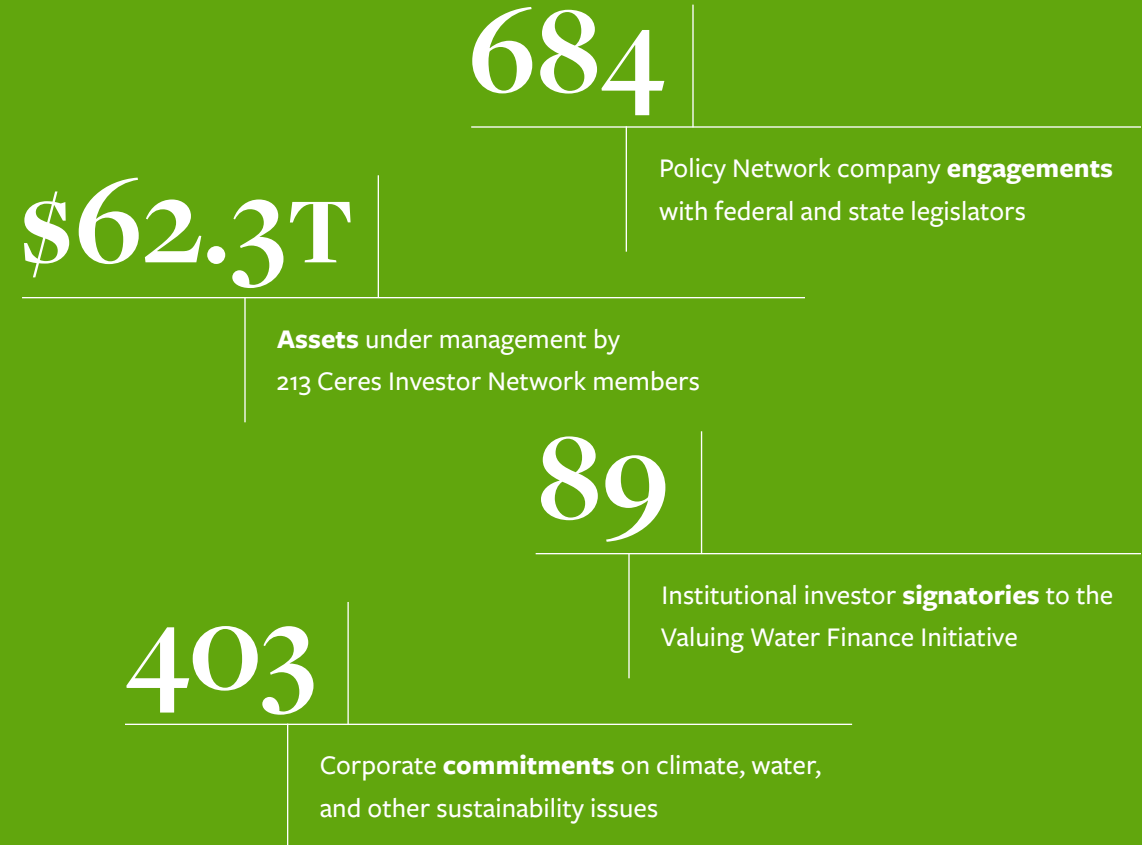 684
Policy Network company engagements
with federal and state legislators
$62.3T
Assets under management by
213 Ceres Investor Network members
89
Institutional investor signatories to the
Valuing Water Finance Initiative
403
Corporate commitments on climate, water,
and other sustainability issues